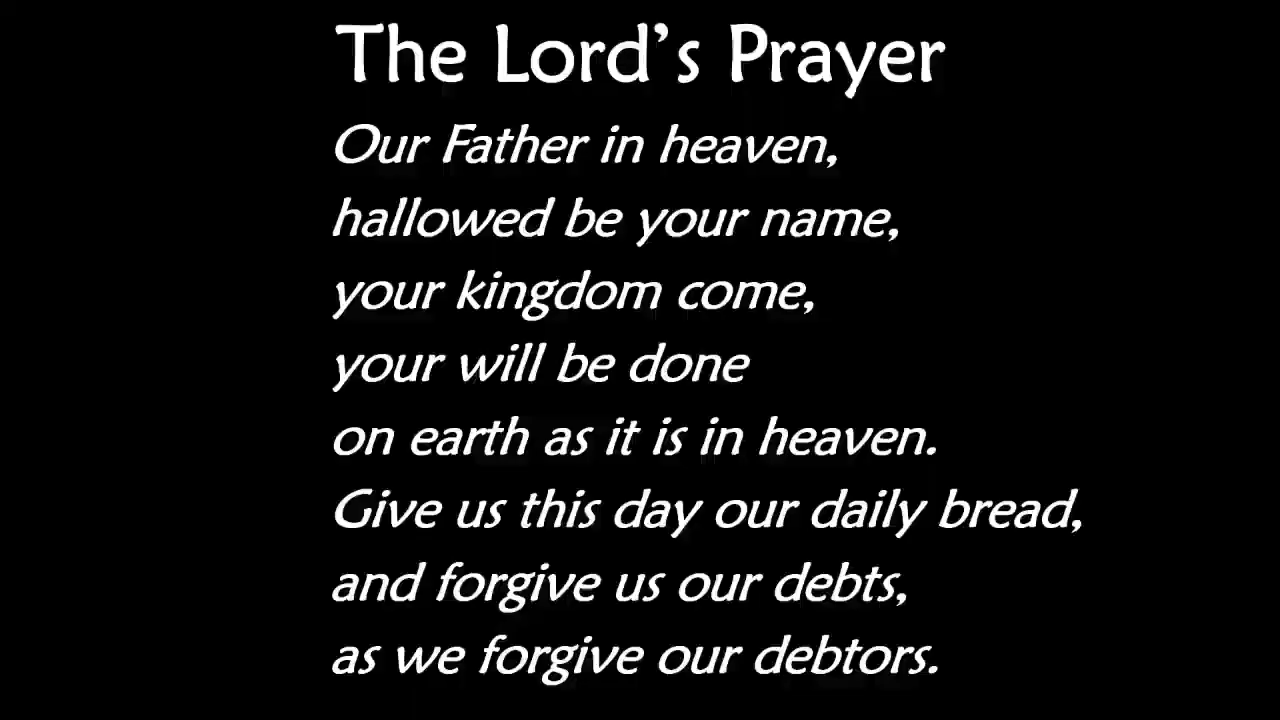 The Lord’s Prayer
Our Father in heaven,
hallowed be your name,
your kingdom come,
your will be done
on earth as it is in heaven.
Give us this day our daily bread,
and forgive us our debts,
as we forgive our debtors.